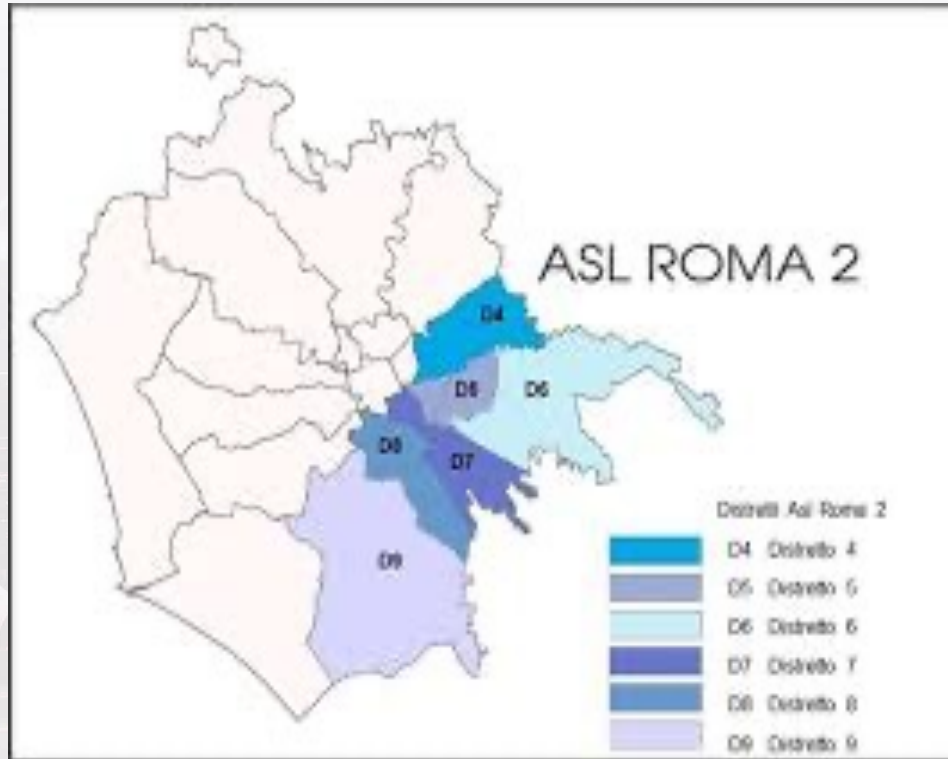 ASL ROMA 2
D4
D5
D6
D8
D7
D9
Distretti Asl Roma 2
D4 Distretto 4
D5 Distretto 5
D6 Distretto 6
D7 Distretto 7
D8 Distretto 8
D9 Distretto 9